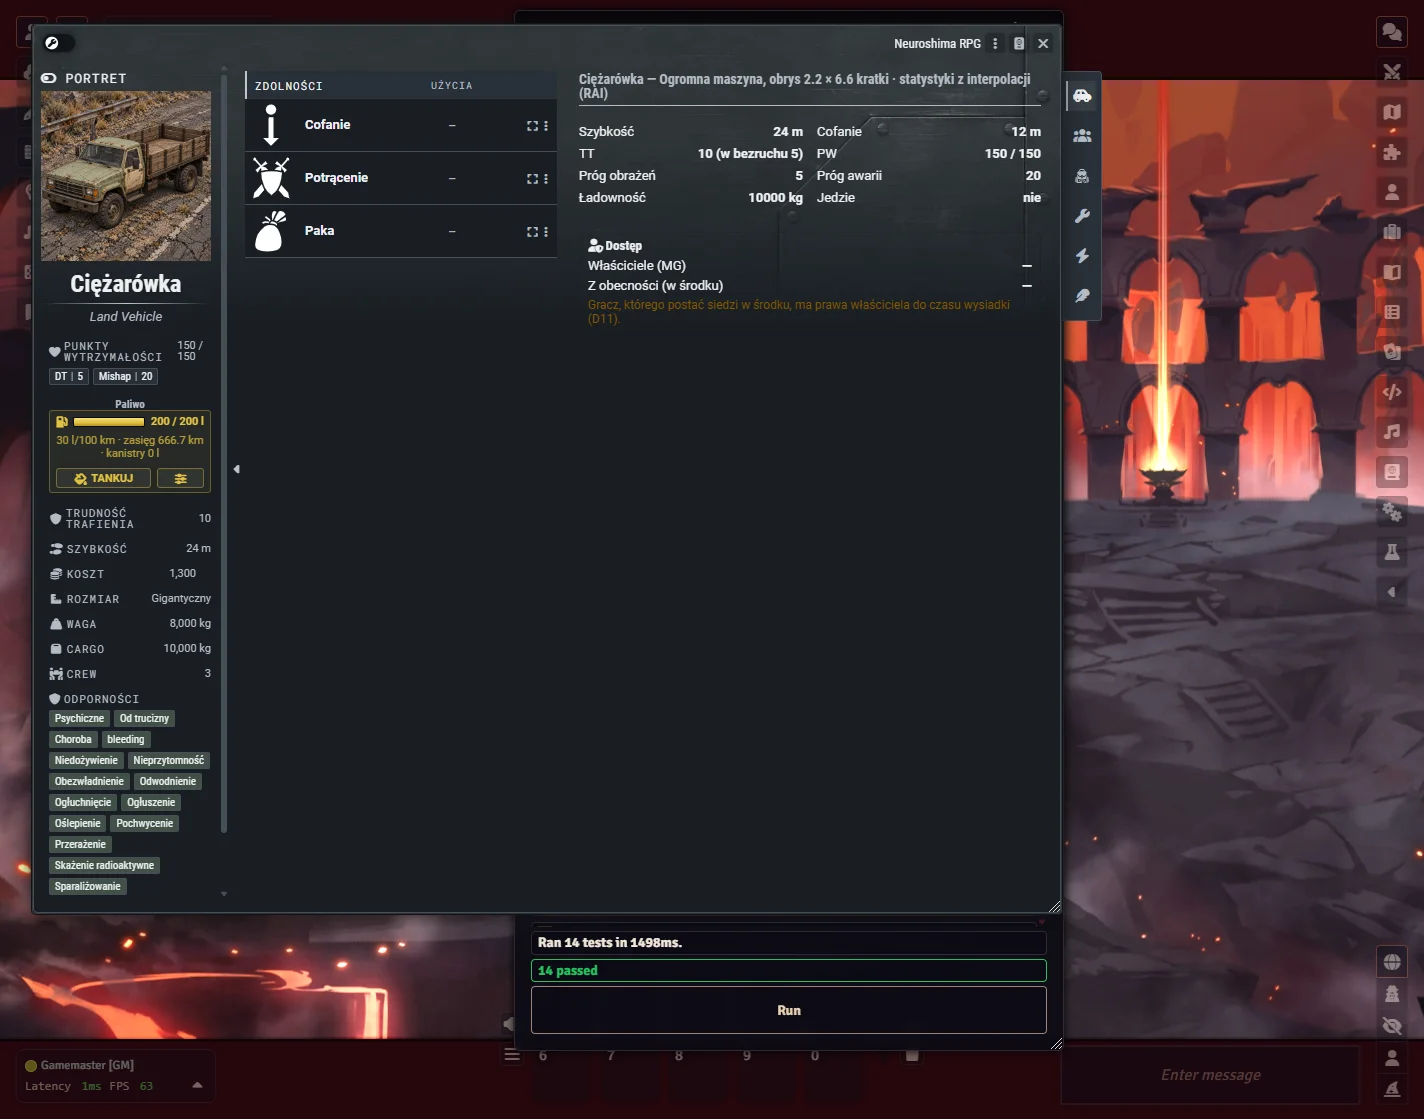 Neuroshima RPG
PORTRET
Ciężarówka
Land Vehicle
PUNKTY WYTRZYMAŁOŚCI 150 / 150
DT | 5 Mishap | 20
Paliwo
200 / 200 l
30 l/100 km · zasięg 666.7 km
· kanistry 0 l
TANKUJ
TRUDNOŚĆ TRAFIENIA 10
SZYBKOŚĆ 24 m
KOSZT 1,300
ROZMIAR Gigantyczny
WAGA 8,000 kg
CARGO 10,000 kg
CREW 3
ODPORNOŚCI
Psychiczne Od trucizny
Choroba bleeding
Niedożywienie Nieprzytomność
Obezwładnienie Odwodnienie
Ogłuchnięcie Ogłuszenie
Oślepienie Pochwycenie
Przerażenie
Skażenie radioaktywne
Sparaliżowanie
ZDOLNOŚCI UŻYCIA
Cofanie –
Potrącenie –
Paka –
Ciężarówka — Ogromna maszyna, obrys 2.2 × 6.6 kratki · statystyki z interpolacji
(RAI)
Szybkość 24 m Cofanie 12 m
TT 10 (w bezruchu 5) PW 150 / 150
Próg obrażeń 5 Próg awarii 20
Ładowność 10000 kg Jedzie nie
Dostęp
Właściciele (MG) —
Z obecności (w środku) —
Gracz, którego postać siedzi w środku, ma prawa właściciela do czasu wysiadki
(D11).
Ran 14 tests in 1498ms.
14 passed
Run
6 7 8 9 0
Gamemaster [GM]
Latency 1ms FPS 63
Enter message